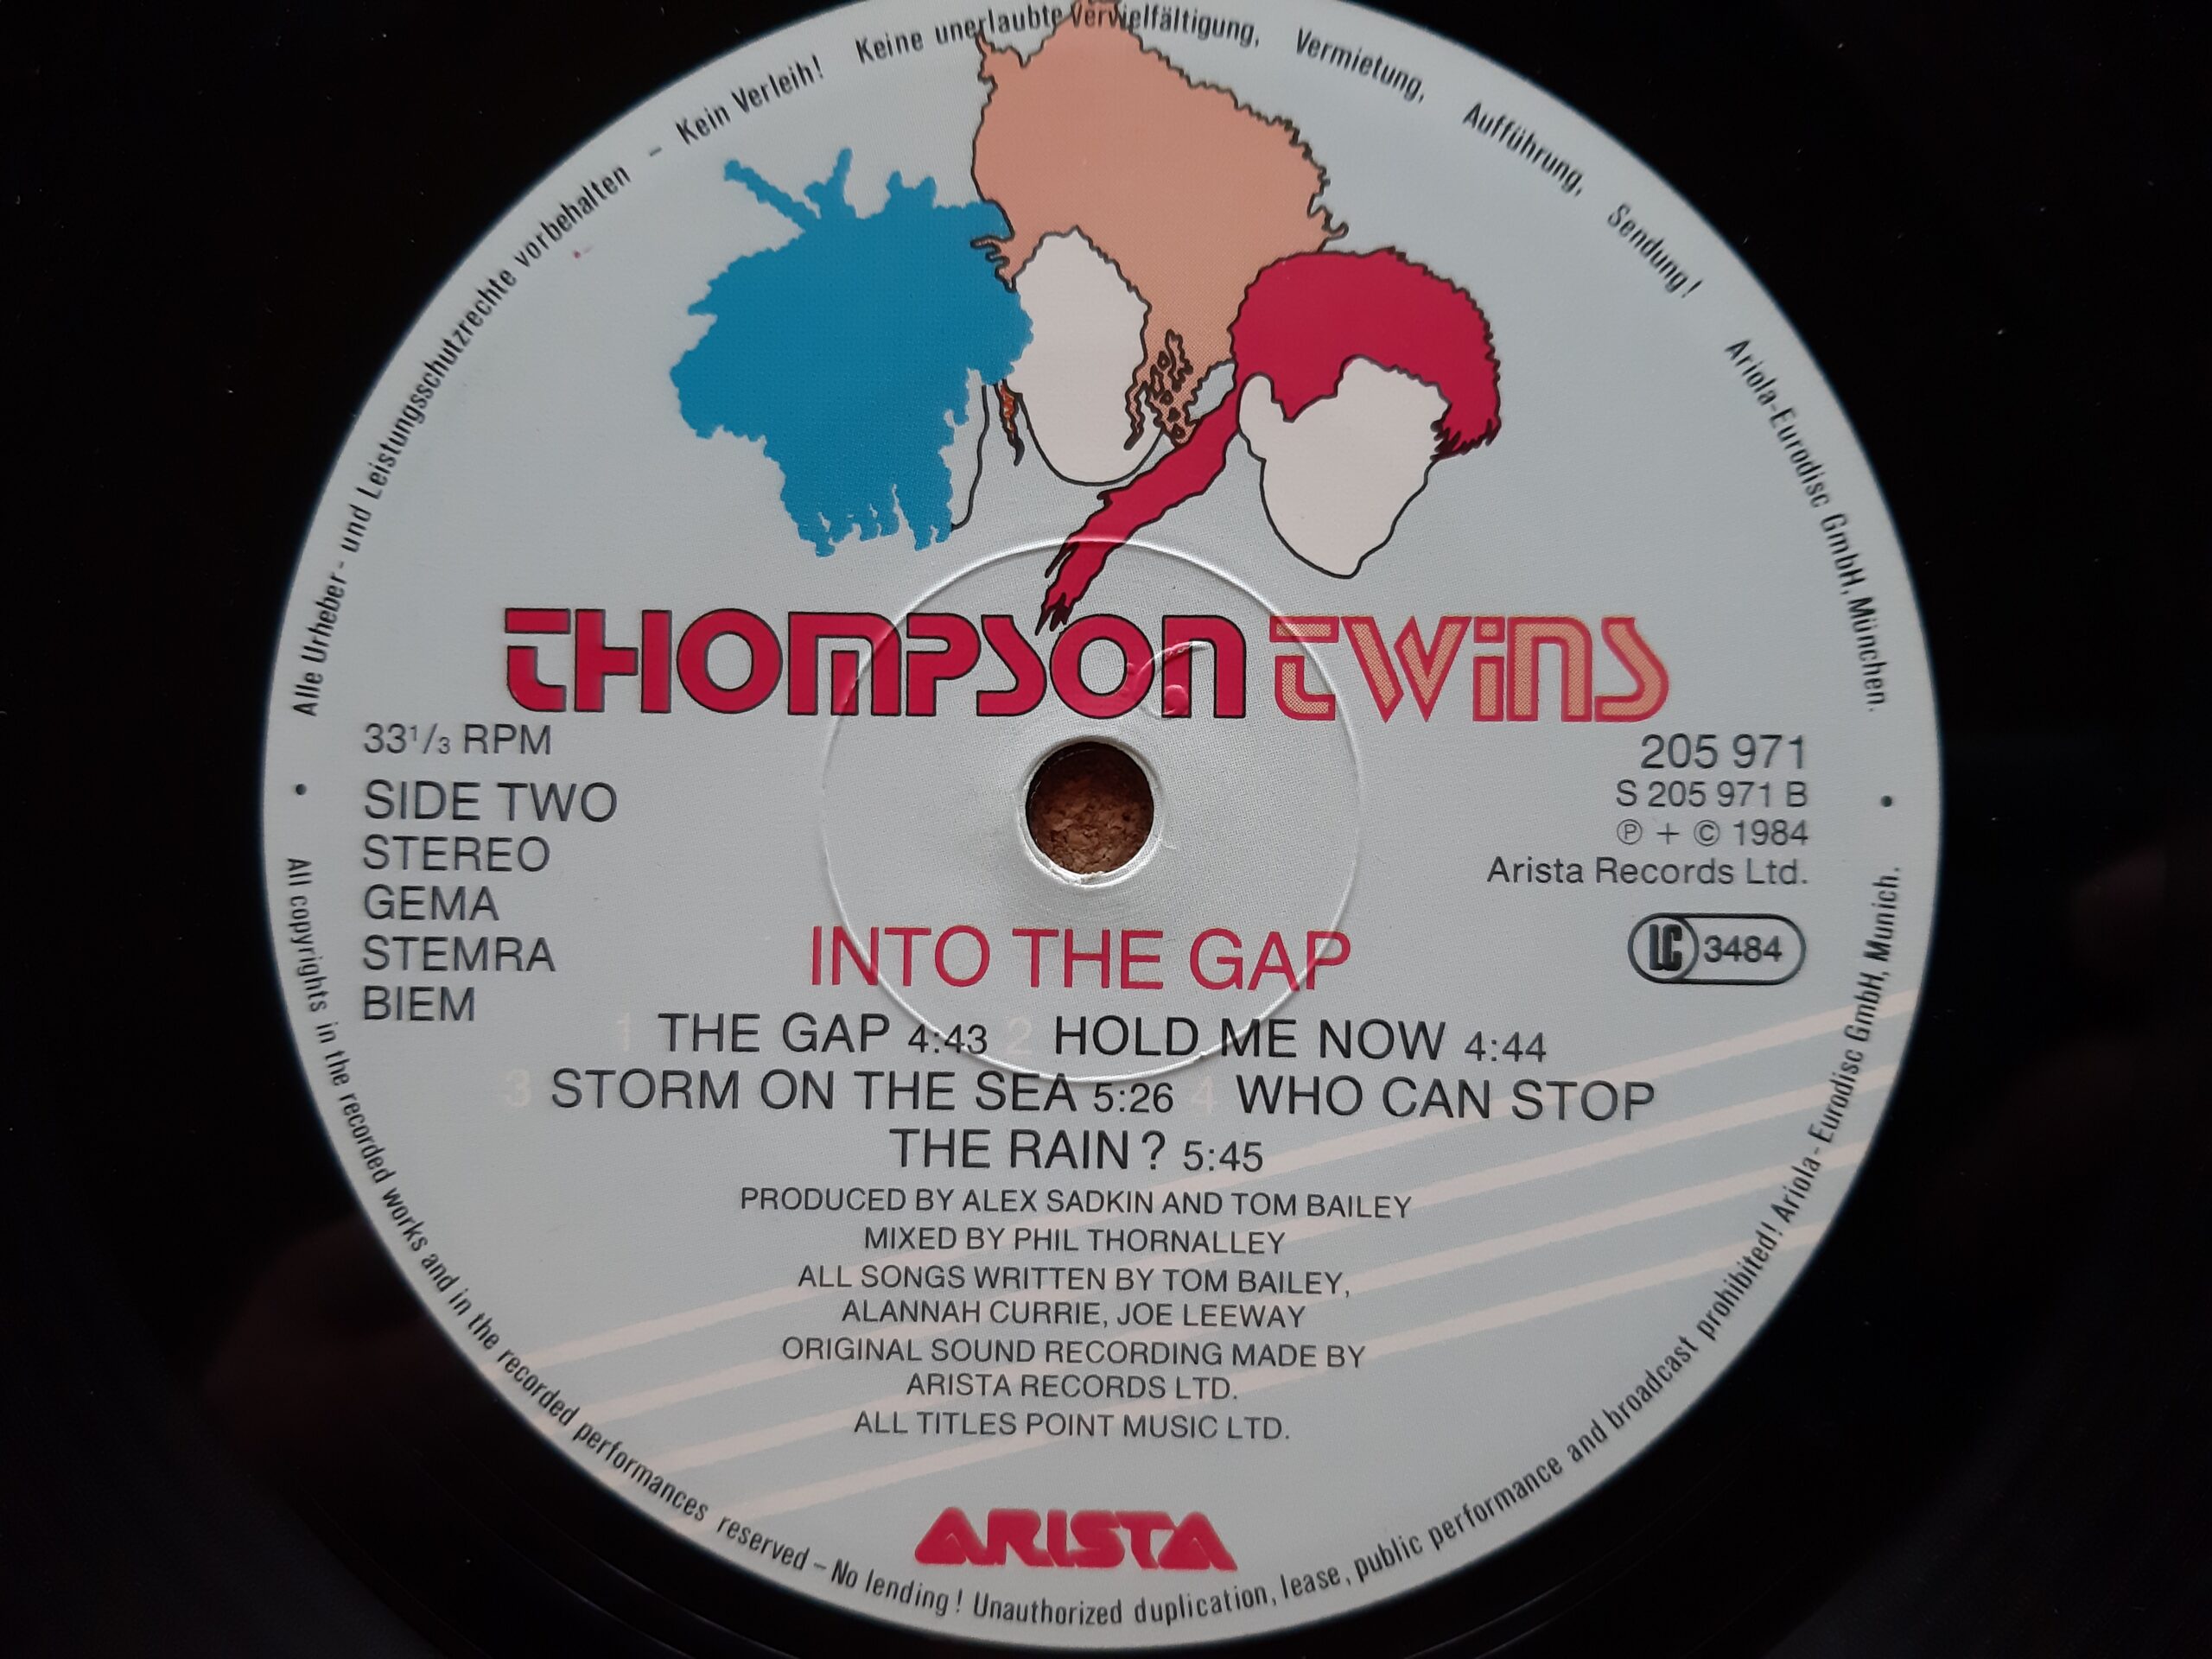 Alle Urheber- und Leistungsschutzrechte vorbehalten – Kein Verleih! Keine unerlaubte Vervielfältigung, Vermietung, Aufführung, Sendung! Ariola-Eurodisc GmbH, München.
THOMPSON TWINS
33 1/3 RPM
SIDE TWO
STEREO
GEMA
STEMRA
BIEM
205 971
S 205 971 B
Ⓟ + © 1984
Arista Records Ltd.
LC 3484
INTO THE GAP
1 THE GAP 4:43 2 HOLD ME NOW 4:44
3 STORM ON THE SEA 5:26 4 WHO CAN STOP
THE RAIN? 5:45
PRODUCED BY ALEX SADKIN AND TOM BAILEY
MIXED BY PHIL THORNALLEY
ALL SONGS WRITTEN BY TOM BAILEY,
ALANNAH CURRIE, JOE LEEWAY
ORIGINAL SOUND RECORDING MADE BY
ARISTA RECORDS LTD.
ALL TITLES POINT MUSIC LTD.
ARISTA
All copyrights in the recorded works and in the recorded performances reserved – No lending! Unauthorized duplication, lease, public performance and broadcast prohibited! Ariola-Eurodisc GmbH, Munich.